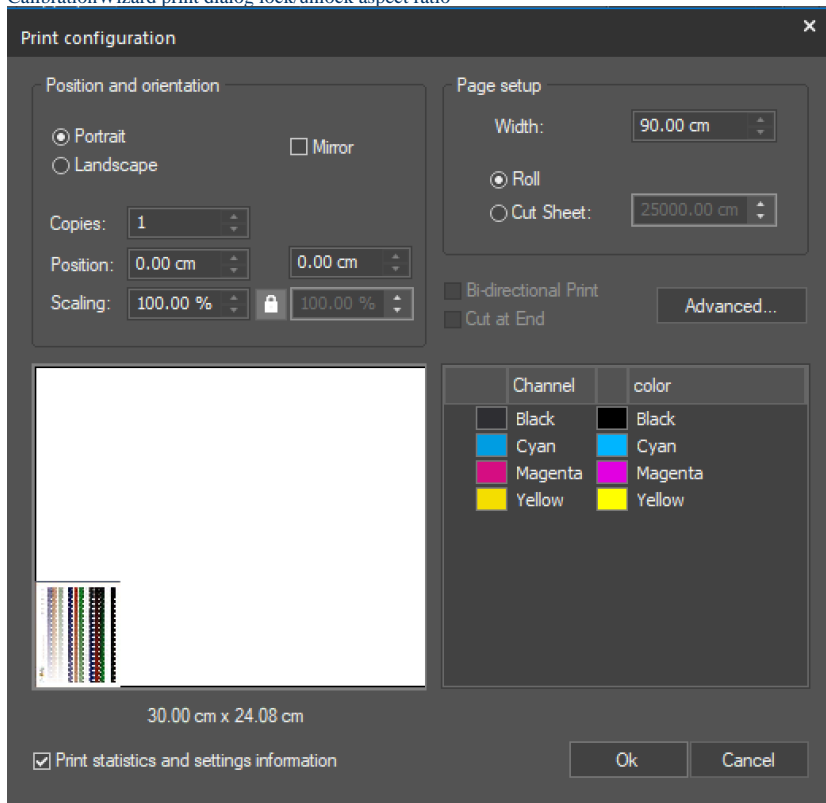 CalibrationWizard print dialog lock/unlock aspect ratio
Print configuration
Position and orientation
Portrait
Landscape
Mirror
Copies: 1
Position: 0.00 cm 0.00 cm
Scaling: 100.00 % 100.00 %
Page setup
Width: 90.00 cm
Roll
Cut Sheet: 25000.00 cm
Bi-directional Print
Cut at End
Advanced...
Channel color
Black Black
Cyan Cyan
Magenta Magenta
Yellow Yellow
30.00 cm x 24.08 cm
Print statistics and settings information
Ok Cancel